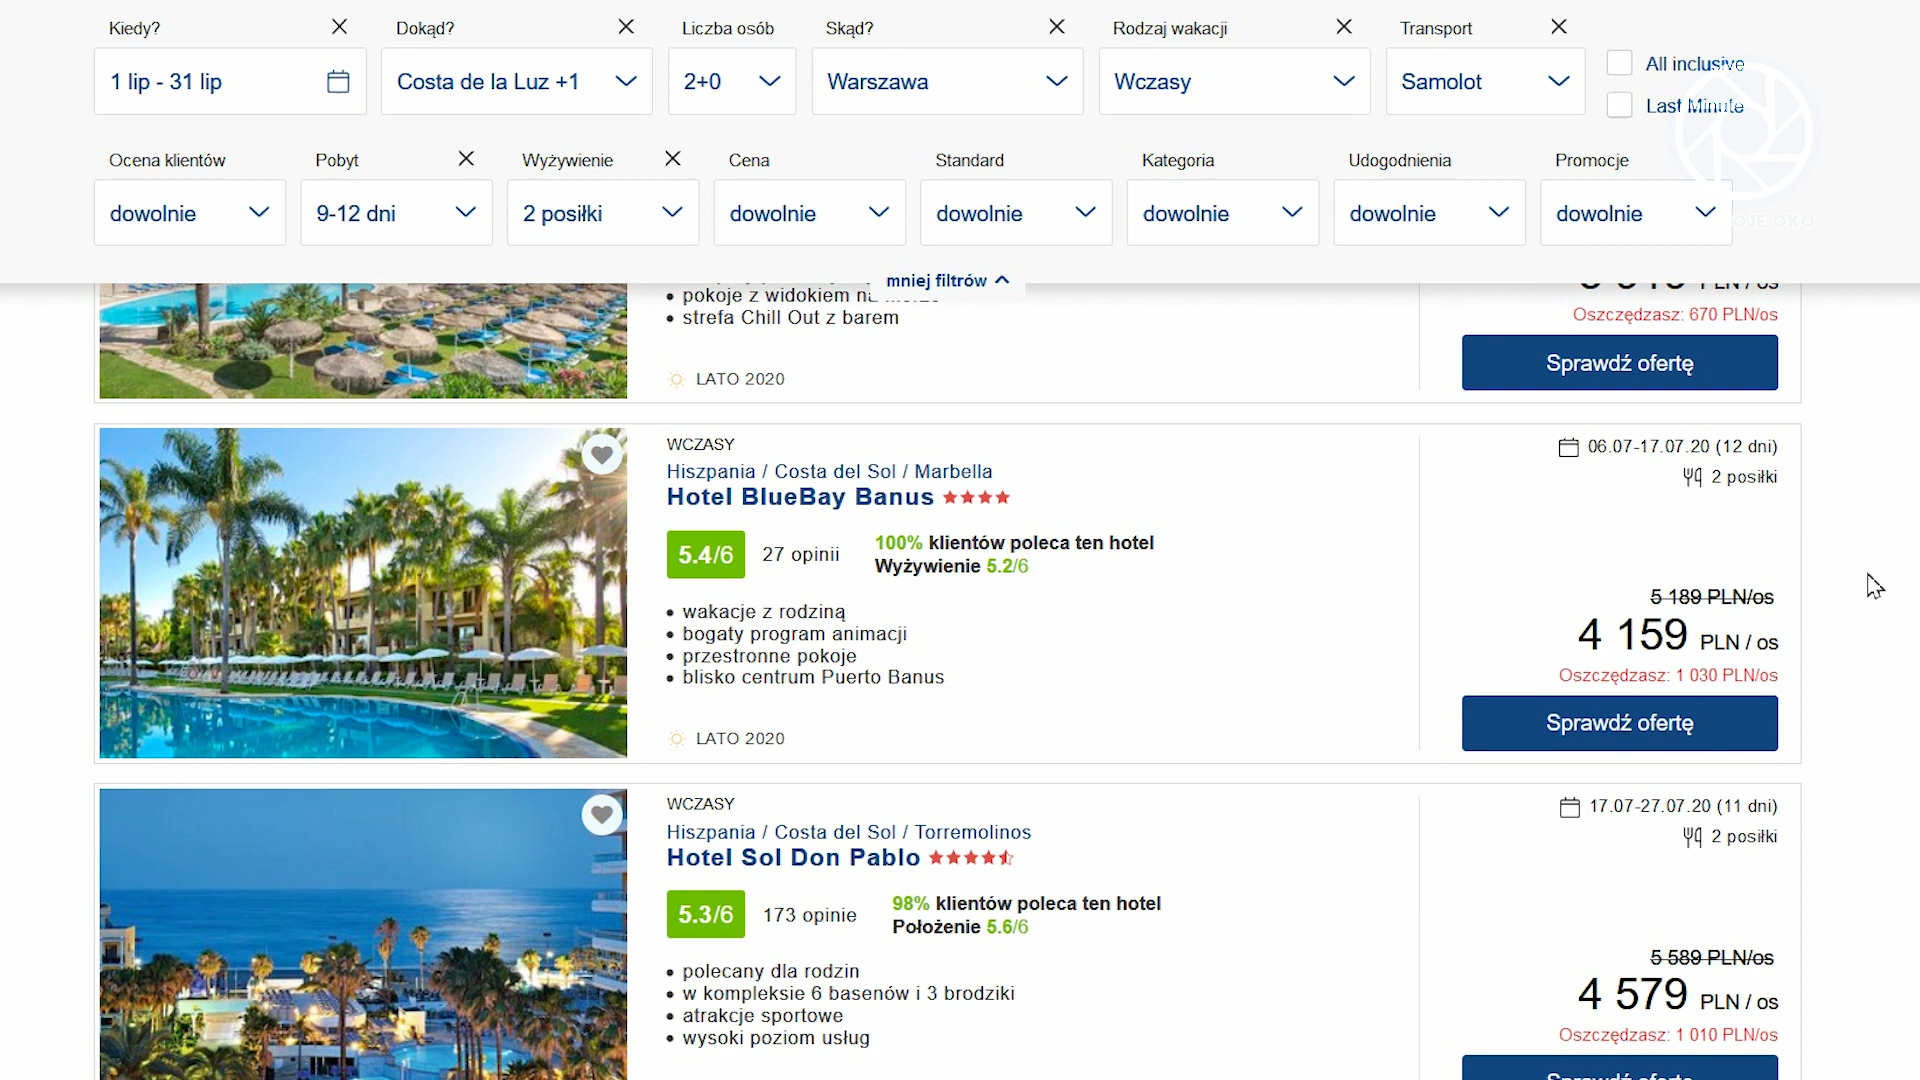 Kiedy?
Dokąd?
Liczba osób
Skąd?
Rodzaj wakacji
Transport
1 lip - 31 lip
Costa de la Luz +1
2+0
Warszawa
Wczasy
Samolot
All inclusive
Last Minute
Ocena klientów
Pobyt
Wyżywienie
Cena
Standard
Kategoria
Udogodnienia
Promocje
dowolnie
9-12 dni
2 posiłki
dowolnie
dowolnie
dowolnie
dowolnie
dowolnie
mniej filtrów
pokoje z widokiem
strefa Chill Out z barem
LATO 2020
PLN / os
Oszczędzasz: 670 PLN/os
Sprawdź ofertę
WCZASY
Hiszpania / Costa del Sol / Marbella
Hotel BlueBay Banus
5.4/6
27 opinii
100% klientów poleca ten hotel
Wyżywienie 5.2/6
wakacje z rodziną
bogaty program animacji
przestronne pokoje
blisko centrum Puerto Banus
LATO 2020
06.07-17.07.20 (12 dni)
2 posiłki
5 189 PLN/os
4 159 PLN / os
Oszczędzasz: 1 030 PLN/os
Sprawdź ofertę
WCZASY
Hiszpania / Costa del Sol / Torremolinos
Hotel Sol Don Pablo
5.3/6
173 opinie
98% klientów poleca ten hotel
Położenie 5.6/6
polecany dla rodzin
w kompleksie 6 basenów i 3 brodziki
atrakcje sportowe
wysoki poziom usług
17.07-27.07.20 (11 dni)
2 posiłki
5 589 PLN/os
4 579 PLN / os
Oszczędzasz: 1 010 PLN/os
Sprawdź ofertę